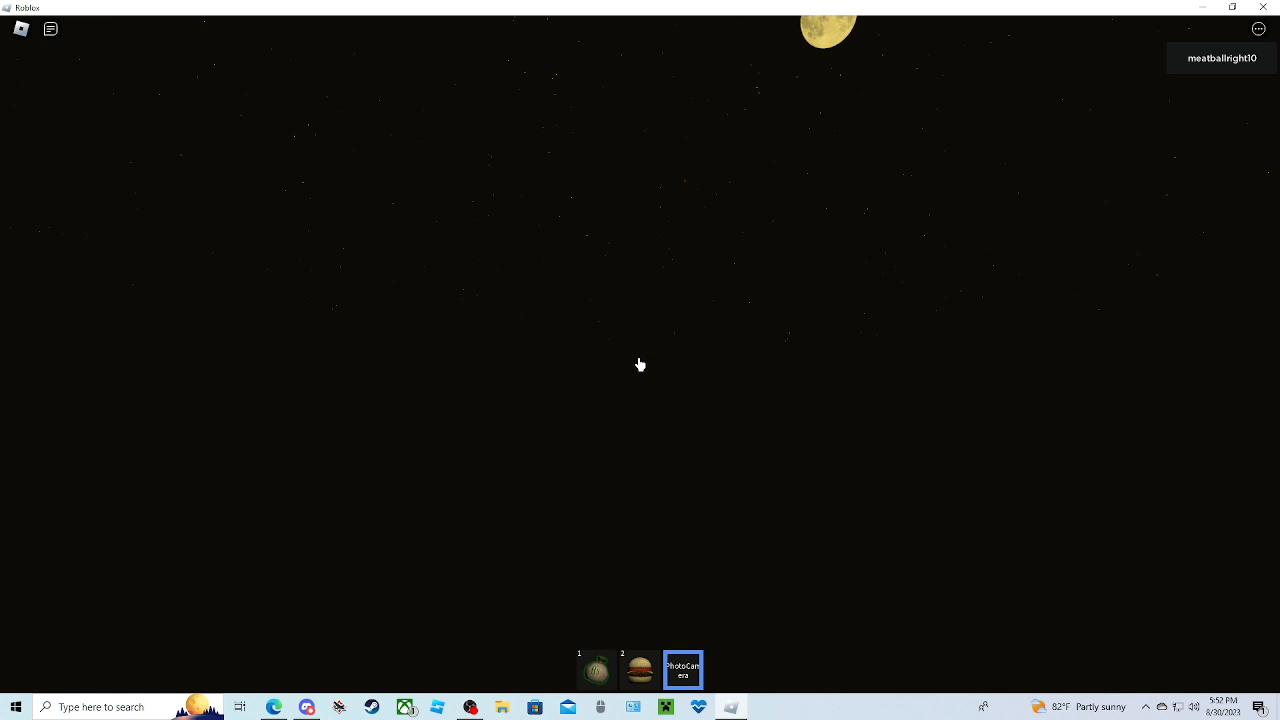 Roblox
meatballright10
1
2
PhotoCam
era
Type here to search
82°F Partly sunny
5:52 PM
8/30/2023